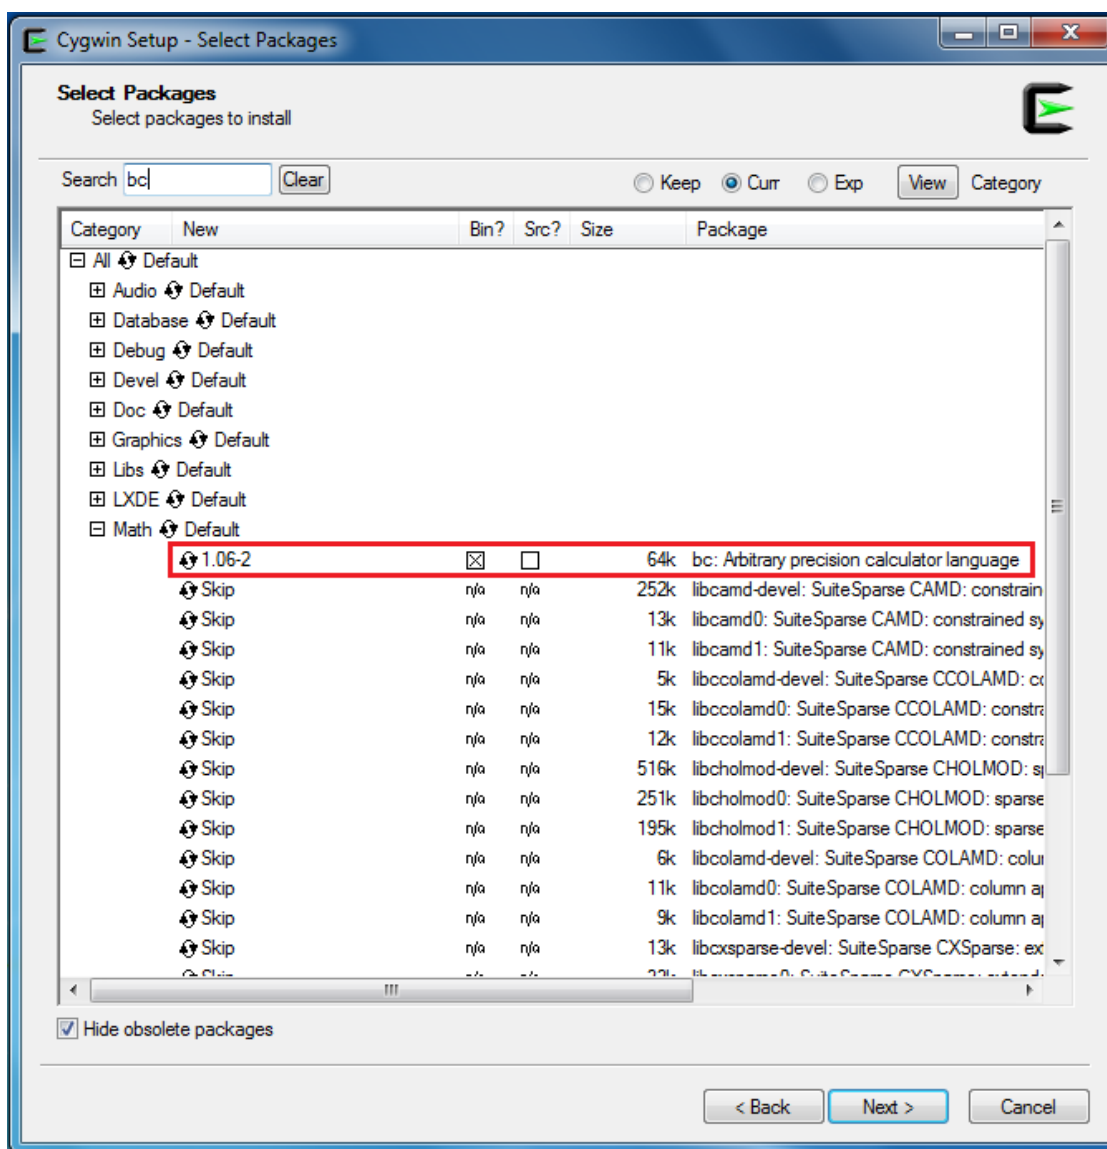 Cygwin Setup - Select Packages
Select Packages
Select packages to install
Search bc Clear Keep Curr Exp View Category
Category New Bin? Src? Size Package
All Default
Audio Default
Database Default
Debug Default
Devel Default
Doc Default
Graphics Default
Libs Default
LXDE Default
Math Default
1.06-2 64k bc: Arbitrary precision calculator language
Skip n/a n/a 252k libcamd-devel: SuiteSparse CAMD: constrain
Skip n/a n/a 13k libcamd0: SuiteSparse CAMD: constrained sy
Skip n/a n/a 11k libcamd1: SuiteSparse CAMD: constrained sy
Skip n/a n/a 5k libccolamd-devel: SuiteSparse CCOLAMD: co
Skip n/a n/a 15k libccolamd0: SuiteSparse CCOLAMD: constra
Skip n/a n/a 12k libccolamd1: SuiteSparse CCOLAMD: constra
Skip n/a n/a 516k libcholmod-devel: SuiteSparse CHOLMOD: sp
Skip n/a n/a 251k libcholmod0: SuiteSparse CHOLMOD: sparse
Skip n/a n/a 195k libcholmod1: SuiteSparse CHOLMOD: sparse
Skip n/a n/a 6k libcolamd-devel: SuiteSparse COLAMD: colu
Skip n/a n/a 11k libcolamd0: SuiteSparse COLAMD: column a
Skip n/a n/a 9k libcolamd1: SuiteSparse COLAMD: column a
Skip n/a n/a 13k libcxsparse-devel: SuiteSparse CXSparse: ex
Hide obsolete packages
< Back Next > Cancel